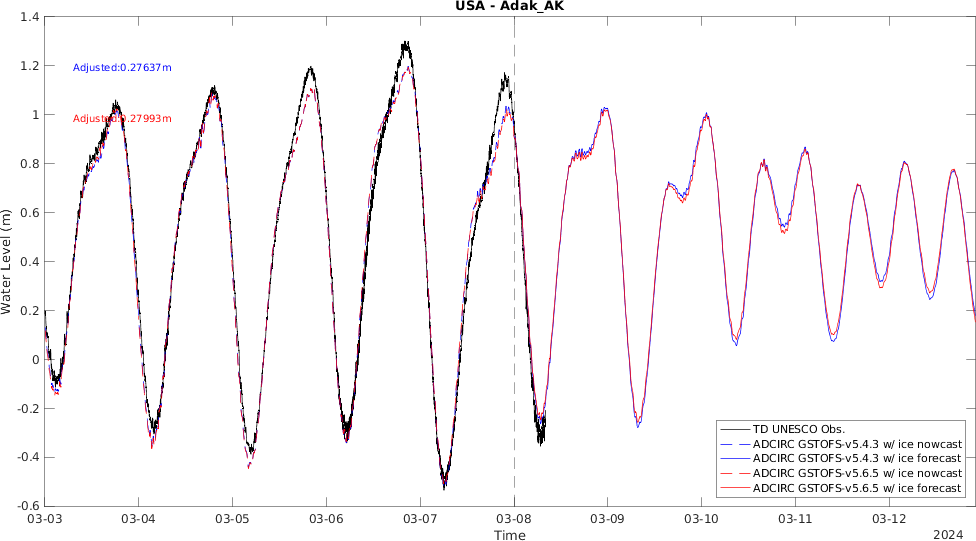 USA - Adak_AK
1.4
1.2
1
0.8
0.6
0.4
0.2
0
-0.2
-0.4
-0.6
Water Level (m)
Adjusted:0.27637m
Adjusted:0.27993m
TD UNESCO Obs.
ADCIRC GSTOFS-v5.4.3 w/ ice nowcast
ADCIRC GSTOFS-v5.4.3 w/ ice forecast
ADCIRC GSTOFS-v5.6.5 w/ ice nowcast
ADCIRC GSTOFS-v5.6.5 w/ ice forecast
03-03 03-04 03-05 03-06 03-07 03-08 03-09 03-10 03-11 03-12
Time
2024